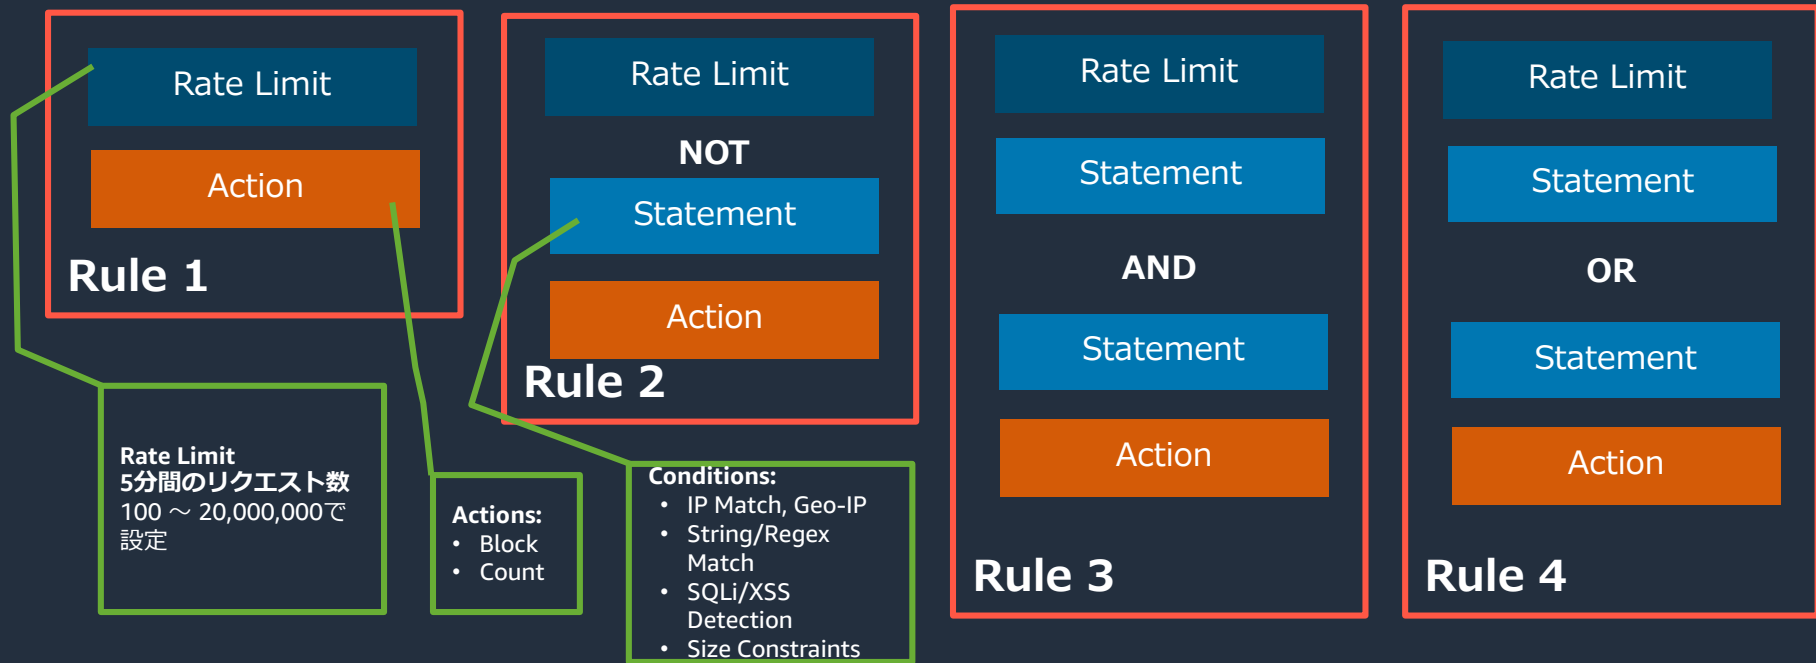 Rate Limit
Action
Rule 1
Rate Limit
NOT
Statement
Action
Rule 2
Rate Limit
Statement
AND
Statement
Action
Rule 3
Rate Limit
Statement
OR
Statement
Action
Rule 4
Rate Limit
5分間のリクエスト数
100 ～ 20,000,000で
設定
Actions:
• Block
• Count
Conditions:
• IP Match, Geo-IP
• String/Regex
Match
• SQLi/XSS
Detection
• Size Constraints